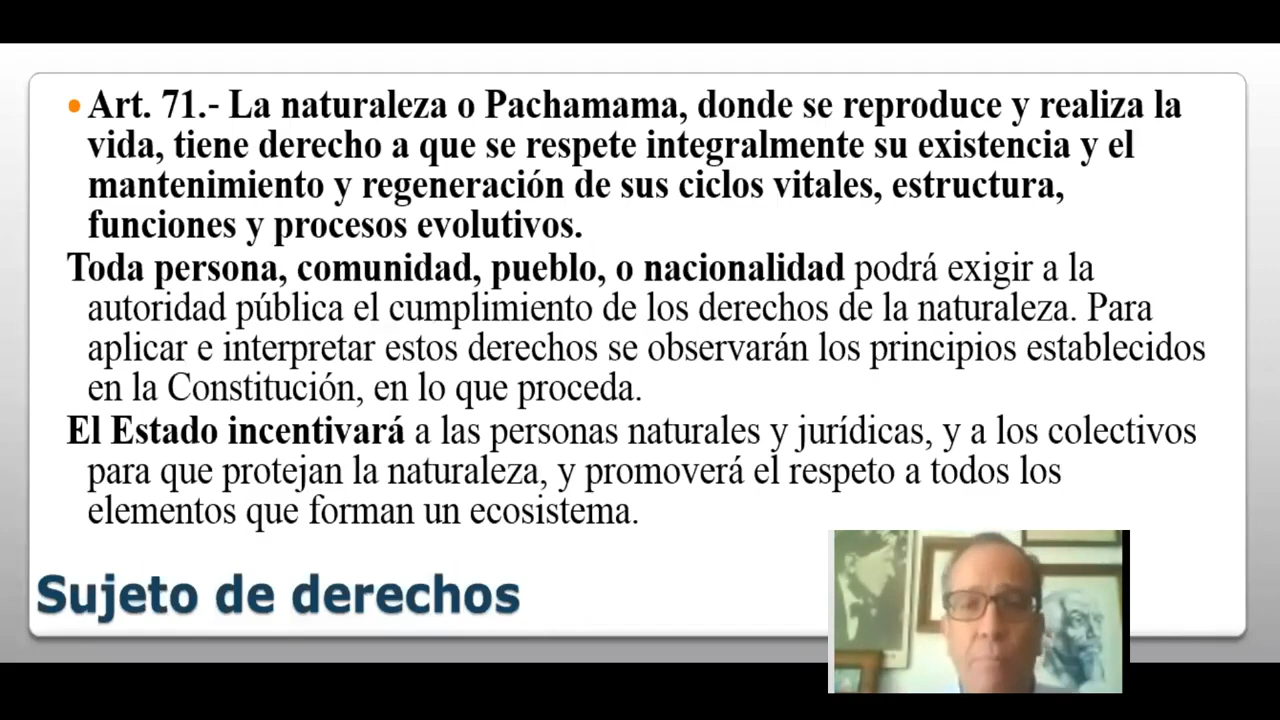 • Art. 71.- La naturaleza o Pachamama, donde se reproduce y realiza la
vida, tiene derecho a que se respete integralmente su existencia y el
mantenimiento y regeneración de sus ciclos vitales, estructura,
funciones y procesos evolutivos.
Toda persona, comunidad, pueblo, o nacionalidad podrá exigir a la
autoridad pública el cumplimiento de los derechos de la naturaleza. Para
aplicar e interpretar estos derechos se observarán los principios establecidos
en la Constitución, en lo que proceda.
El Estado incentivará a las personas naturales y jurídicas, y a los colectivos
para que protejan la naturaleza, y promoverá el respeto a todos los
elementos que forman un ecosistema.
Sujeto de derechos